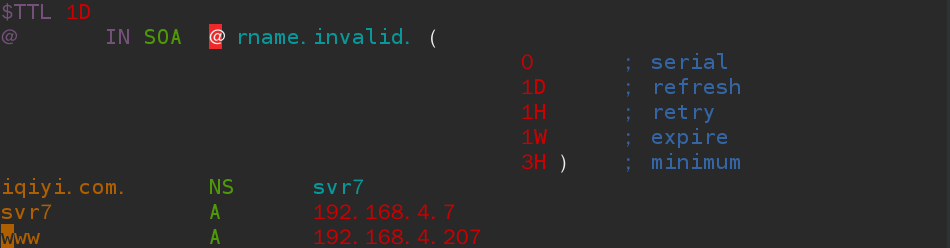 $TTL 1D
@ IN SOA @ rname.invalid. (
0 ; serial
1D ; refresh
1H ; retry
1W ; expire
3H ) ; minimum
iqiyi.com. NS svr7
svr7 A 192.168.4.7
www A 192.168.4.207